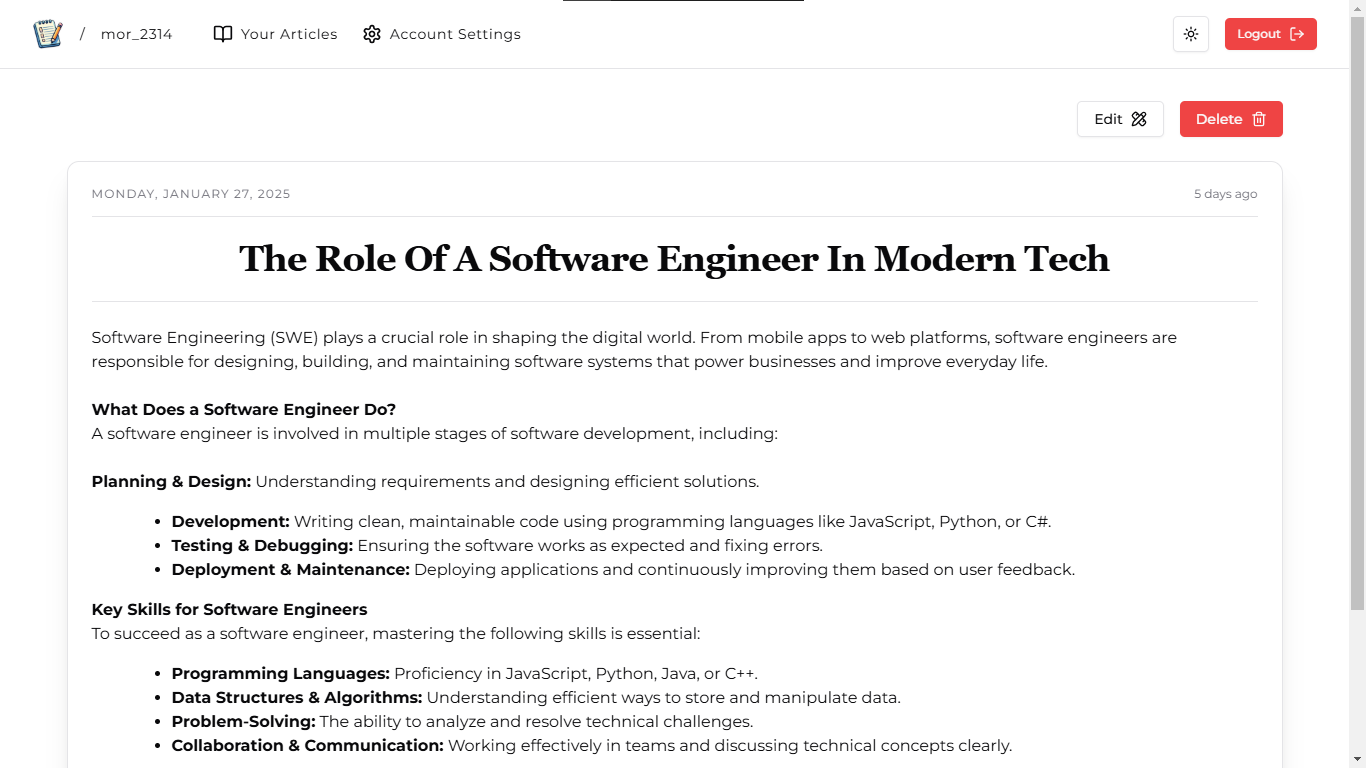 / mor_2314 Your Articles Account Settings Logout
Edit Delete
MONDAY, JANUARY 27, 2025 5 days ago
The Role Of A Software Engineer In Modern Tech
Software Engineering (SWE) plays a crucial role in shaping the digital world. From mobile apps to web platforms, software engineers are
responsible for designing, building, and maintaining software systems that power businesses and improve everyday life.
What Does a Software Engineer Do?
A software engineer is involved in multiple stages of software development, including:
Planning & Design: Understanding requirements and designing efficient solutions.
• Development: Writing clean, maintainable code using programming languages like JavaScript, Python, or C#.
• Testing & Debugging: Ensuring the software works as expected and fixing errors.
• Deployment & Maintenance: Deploying applications and continuously improving them based on user feedback.
Key Skills for Software Engineers
To succeed as a software engineer, mastering the following skills is essential:
• Programming Languages: Proficiency in JavaScript, Python, Java, or C++.
• Data Structures & Algorithms: Understanding efficient ways to store and manipulate data.
• Problem-Solving: The ability to analyze and resolve technical challenges.
• Collaboration & Communication: Working effectively in teams and discussing technical concepts clearly.